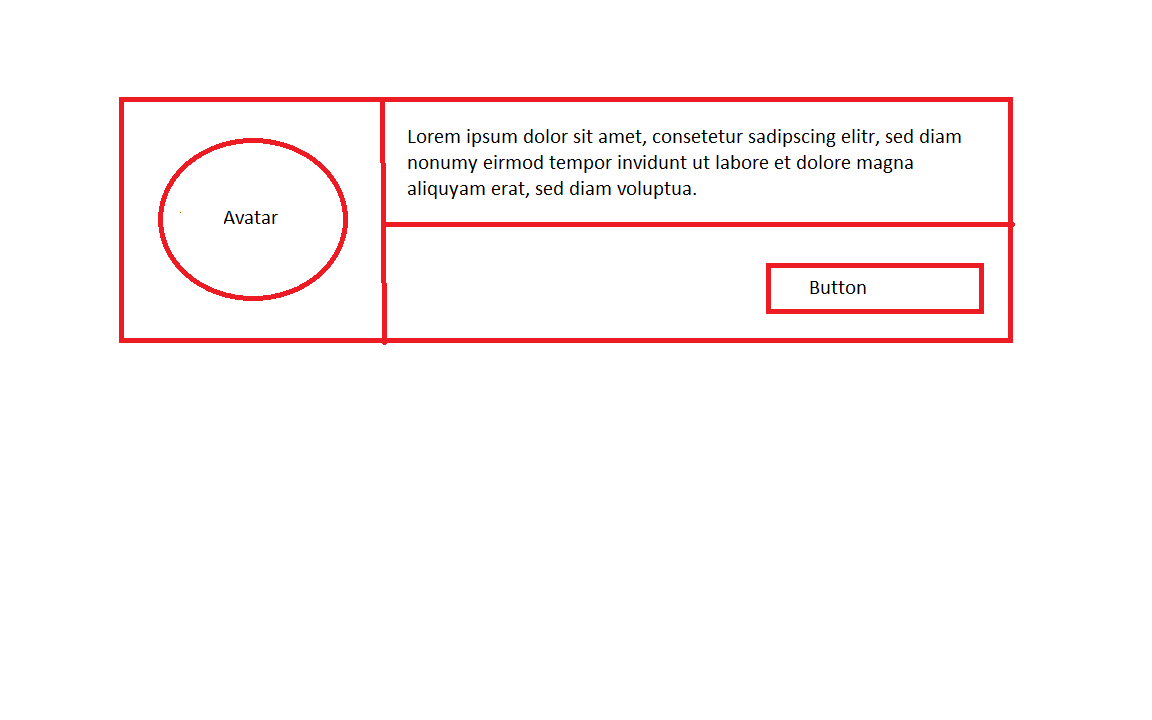 Avatar
Lorem ipsum dolor sit amet, consetetur sadipscing elitr, sed diam
nonumy eirmod tempor invidunt ut labore et dolore magna
aliquyam erat, sed diam voluptua.
Button